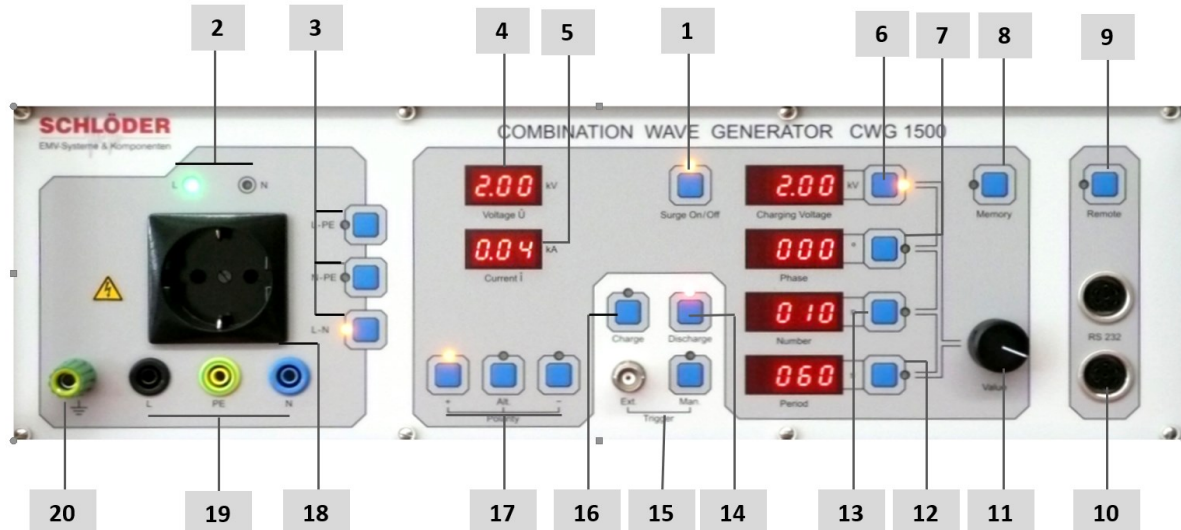 2
3
4
5
1
6
7
8
9
SCHLÖDER
EMV-Systeme & Komponenten
COMBINATION WAVE GENERATOR CWG 1500
L N
2.00 kV
Voltage Û
Surge On/Off
2.00 kV
Charging Voltage
Memory
Remote
L-PE
0.04 kA
Current Î
000 °
Phase
N-PE
L-N
Charge
Discharge
010
Number
RS 232
Value
060
Period
L
PE
N
+
Alt.
−
Polarity
Ext.
Man.
Trigger
20
19
18
17
16
15
14
13
12
11
10